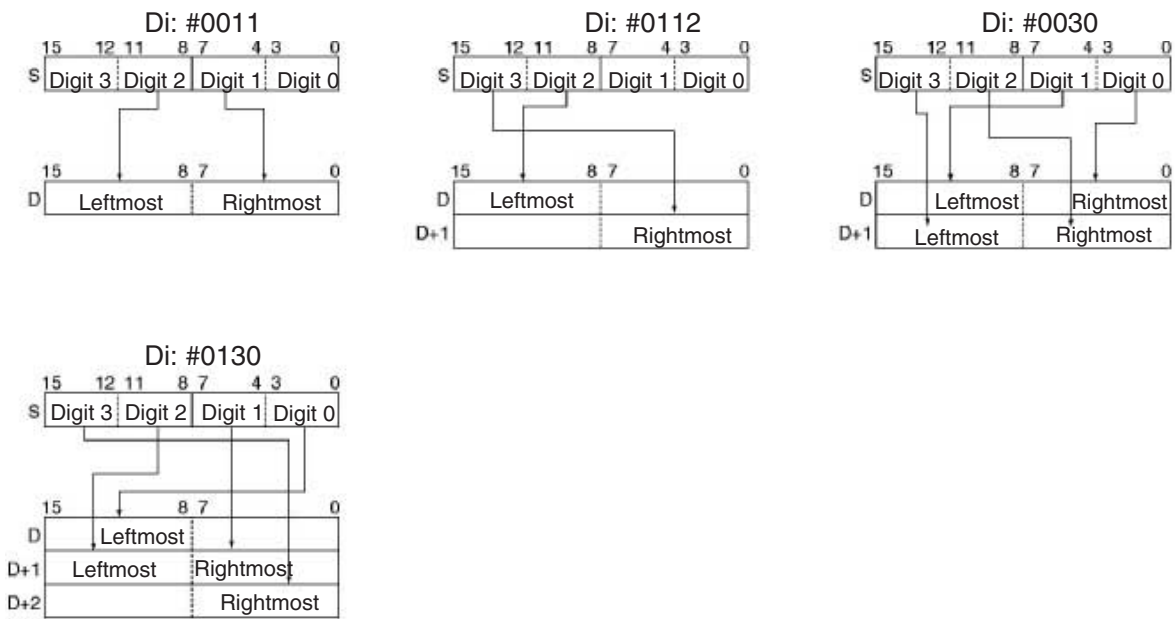 Di: #0011
15 12 11 8 7 4 3 0
S Digit 3 Digit 2 Digit 1 Digit 0
15 8 7 0
D Leftmost Rightmost
Di: #0112
15 12 11 8 7 4 3 0
S Digit 3 Digit 2 Digit 1 Digit 0
15 8 7 0
D Leftmost
D+1 Rightmost
Di: #0030
15 12 11 8 7 4 3 0
S Digit 3 Digit 2 Digit 1 Digit 0
15 8 7 0
D Leftmost Rightmost
D+1 Leftmost Rightmost
Di: #0130
15 12 11 8 7 4 3 0
S Digit 3 Digit 2 Digit 1 Digit 0
15 8 7 0
D Leftmost
D+1 Leftmost Rightmost
D+2 Rightmost